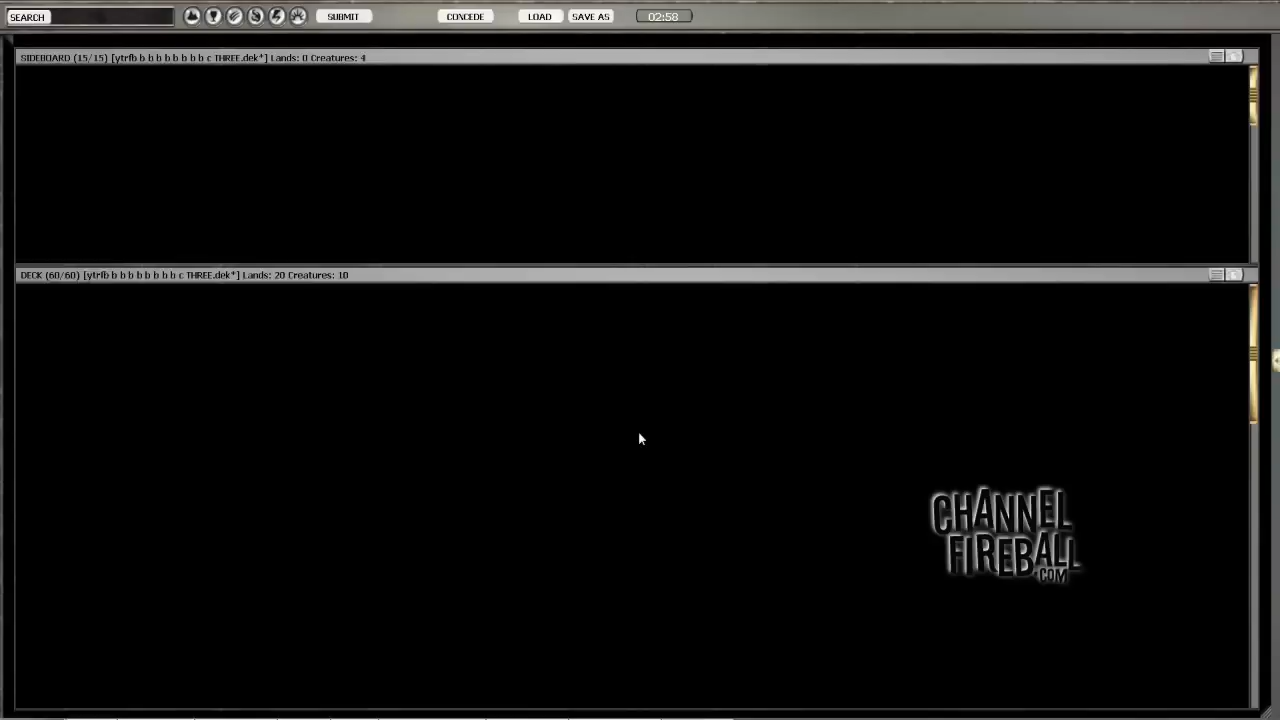 SEARCH SUBMIT CONCEDE LOAD SAVE AS 02:58
SIDEBOARD (15/15) [ytrfb b b b b b b b c THREE.dek*] Lands: 0 Creatures: 4
DECK (60/60) [ytrfb b b b b b b b c THREE.dek*] Lands: 20 Creatures: 10
CHANNEL
FIREBALL
.COM